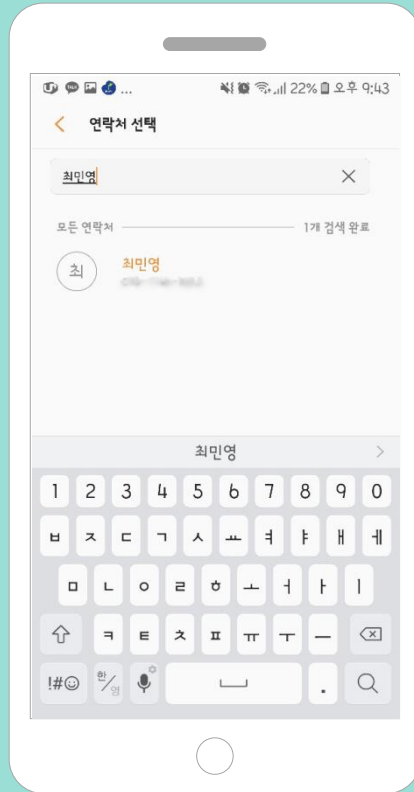 ... 22% 오후 9:43
연락처 선택
최민영
모든 연락처 1개 검색 완료
최 최민영
최민영
1 2 3 4 5 6 7 8 9 0
ㅂ ㅈ ㄷ ㄱ ㅅ ㅛ ㅕ ㅑ ㅐ ㅔ
ㅁ ㄴ ㅇ ㄹ ㅎ ㅗ ㅓ ㅏ ㅣ
ㅋ ㅌ ㅊ ㅍ ㅠ ㅜ ㅡ
!#☺ 한/영 .